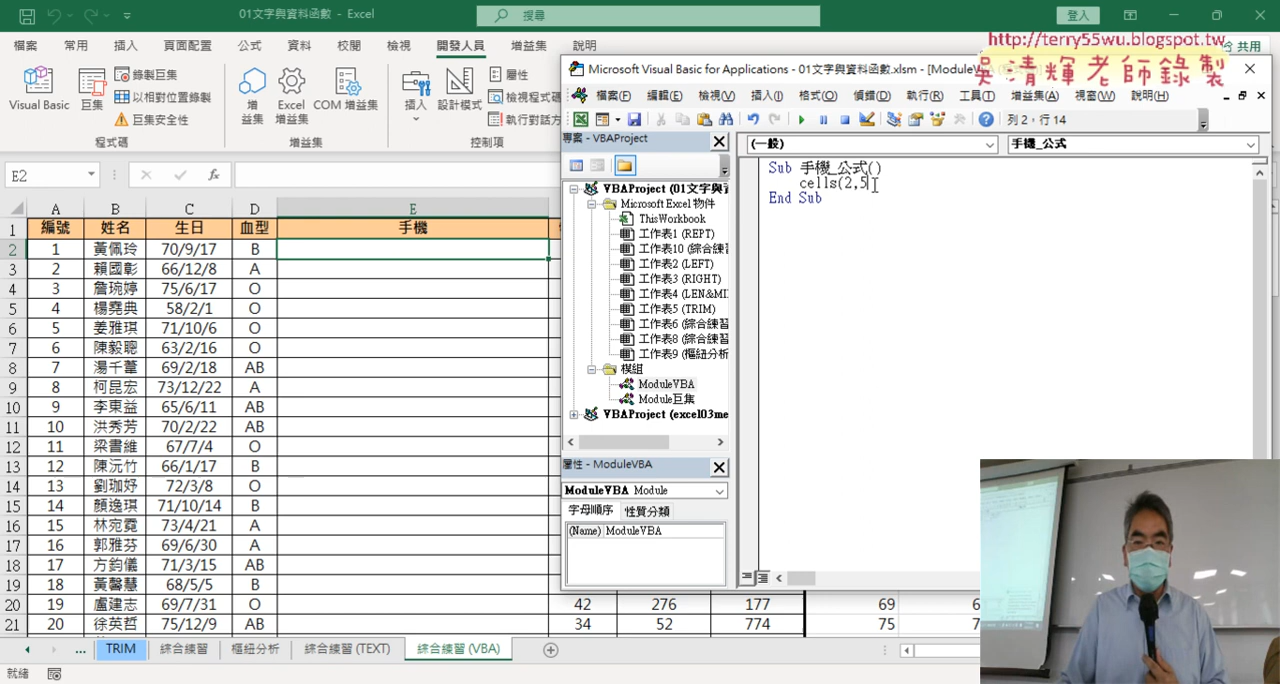 01文字與資料函數 - Excel
搜尋
登入
檔案 常用 插入 頁面配置 公式 資料 校閱 檢視 開發人員 增益集 說明
共用
http://terry55wu.blogspot.tw
吳清輝老師錄製
Visual Basic
巨集
錄製巨集
以相對位置錄製
巨集安全性
程式碼
增益集
Excel 增益集
COM 增益集
增益集
插入
設計模式
屬性
檢視程式碼
執行對話方
控制項
Microsoft Visual Basic for Applications - 01文字與資料函數.xlsm - [ModuleV
檔案(F) 編輯(E) 檢視(V) 插入(I) 格式(O) 偵錯(D) 執行(R) 工具(T) 增益集(A) 視窗(W) 說明(H)
列 2，行 14
專案 - VBAProject
VBAProject (01文字與
Microsoft Excel 物件
ThisWorkbook
工作表1 (REPT)
工作表10 (綜合練
工作表2 (LEFT)
工作表3 (RIGHT)
工作表4 (LEN&MI
工作表5 (TRIM)
工作表6 (綜合練習
工作表8 (綜合練習
工作表9 (樞紐分析
模組
ModuleVBA
Module巨集
VBAProject (excel03me
屬性 - ModuleVBA
ModuleVBA Module
字母順序 性質分類
(Name) ModuleVBA
(一般)
手機_公式
Sub 手機_公式()
cells(2,5
End Sub
E2
fx
A B C D E
1 編號 姓名 生日 血型 手機
2 1 黃佩玲 70/9/17 B
3 2 賴國彰 66/12/8 A
4 3 詹琬婷 75/6/17 O
5 4 楊堯典 58/2/1 O
6 5 姜雅琪 71/10/6 O
7 6 陳毅聰 63/2/16 O
8 7 湯千葦 69/2/18 AB
9 8 柯昆宏 73/12/22 A
10 9 李東益 65/6/11 AB
11 10 洪秀芳 70/2/22 AB
12 11 梁書維 67/7/4 O
13 12 陳沅竹 66/1/17 B
14 13 劉珈妤 72/3/8 O
15 14 顏逸琪 71/10/14 B
16 15 林宛霓 73/4/21 A
17 16 郭雅芬 69/6/30 A
18 17 方鈞儀 71/3/15 AB
19 18 黃馨慧 68/5/5 B
20 19 盧建志 69/7/31 O 42 276 177 69
21 20 徐英哲 75/12/9 AB 34 52 774 75
... TRIM 綜合練習 樞紐分析 綜合練習 (TEXT) 綜合練習 (VBA)
就緒